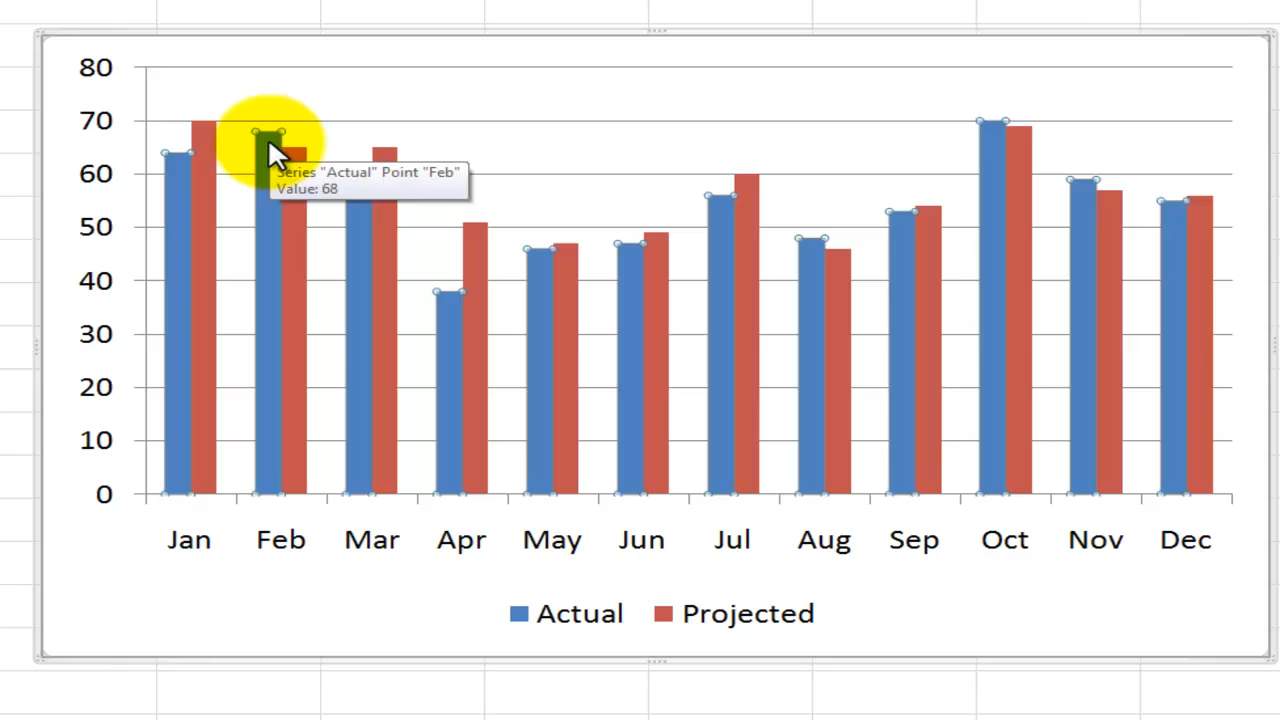 80
70
60
50
40
30
20
10
0
Series "Actual" Point "Feb"
Value: 68
Jan Feb Mar Apr May Jun Jul Aug Sep Oct Nov Dec
Actual Projected